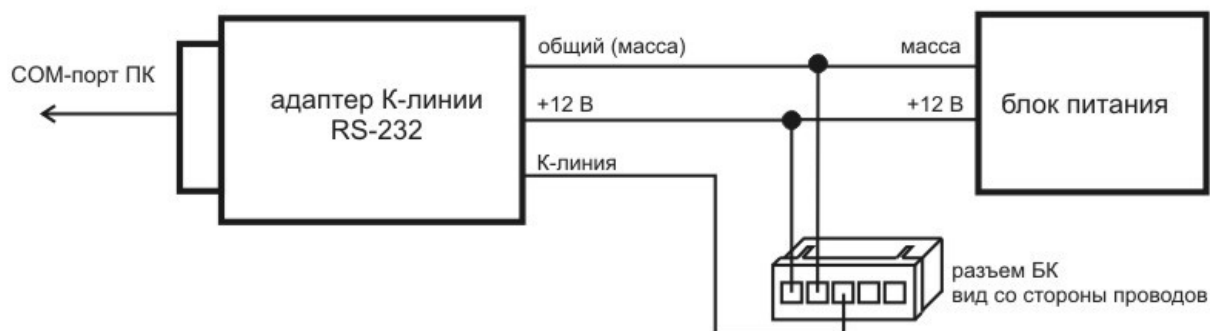 COM-порт ПК
адаптер К-линии
RS-232
общий (масса)
+12 В
К-линия
масса
+12 В
блок питания
разъем БК
вид со стороны проводов